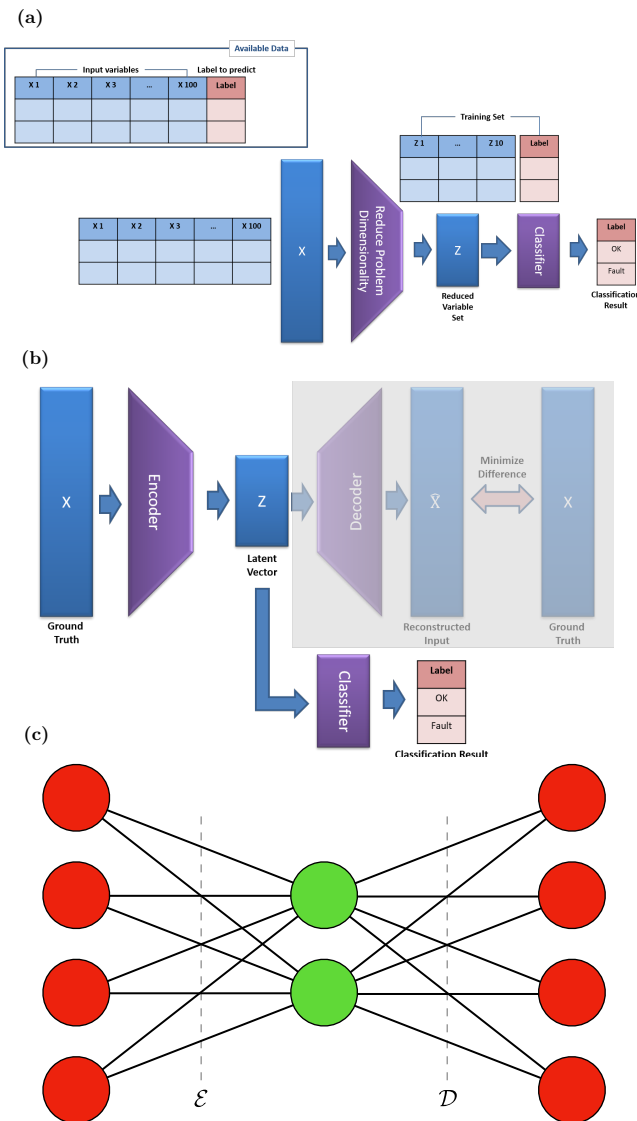 (a)
Available Data
Input variables Label to predict
X 1 X 2 X 3 ... X 100 Label
Training Set
Z 1 ... Z 10 Label
X 1 X 2 X 3 ... X 100
X
Reduce Problem
Dimensionality
Z
Reduced
Variable
Set
Classifier
Label
OK
Fault
Classification
Result
(b)
X
Ground
Truth
Encoder
Z
Latent
Vector
Decoder
X̂
Reconstructed
Input
Minimize
Difference
X
Ground
Truth
Classifier
Label
OK
Fault
Classification Result
(c)
ℰ
𝒟